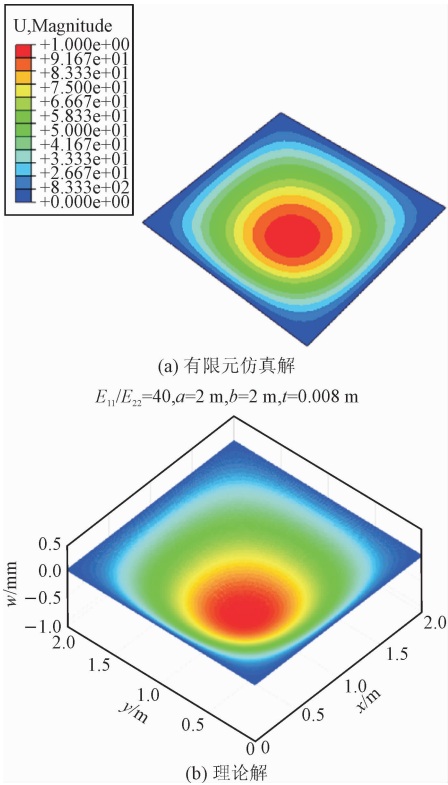 U,Magnitude
+1.000e+00
+9.167e+01
+8.333e+01
+7.500e+01
+6.667e+01
+5.833e+01
+5.000e+01
+4.167e+01
+3.333e+01
+2.667e+01
+8.333e+02
+0.000e+00
(a) 有限元仿真解
E₁₁/E₂₂=40,a=2 m,b=2 m,t=0.008 m
0.5
0.0
−0.5
−1.0
w/mm
2.0
1.5
1.0
0.5
0
y/m
0
0.5
1.0
1.5
2.0
x/m
(b) 理论解